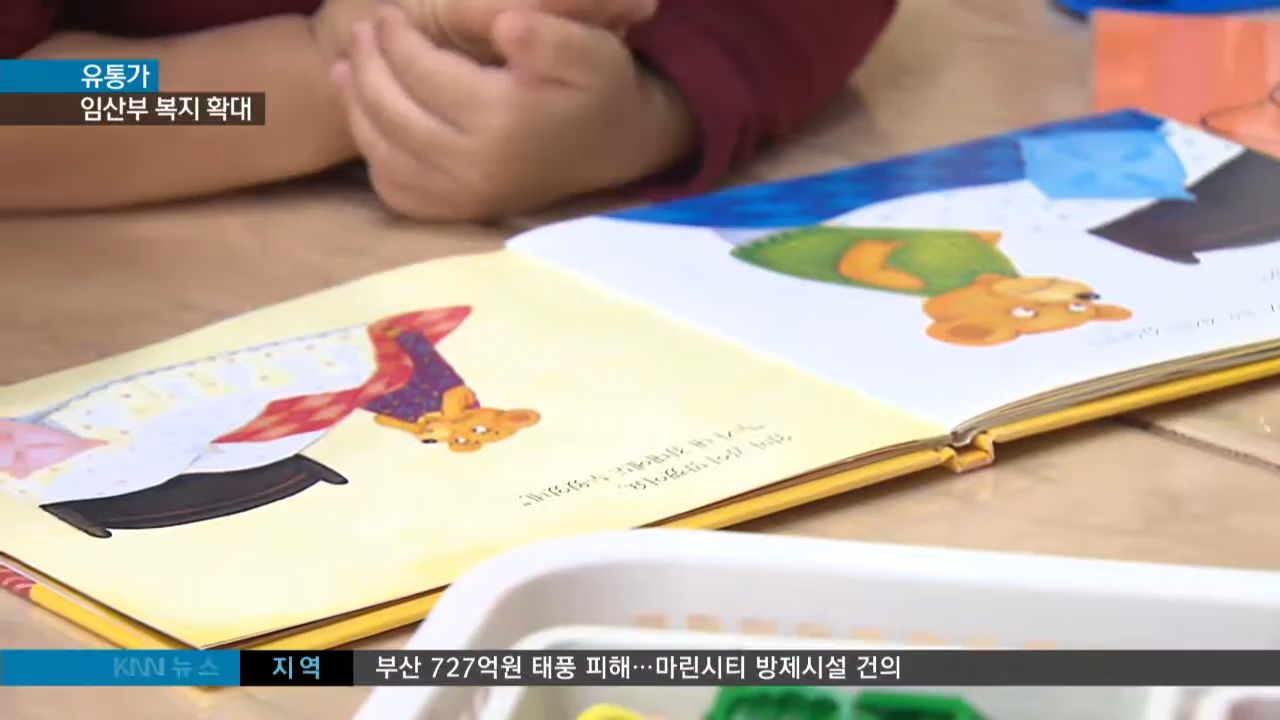 유통가
임산부 복지 확대
KNN 뉴스
지역
부산 727억원 태풍 피해…마린시티 방제시설 건의